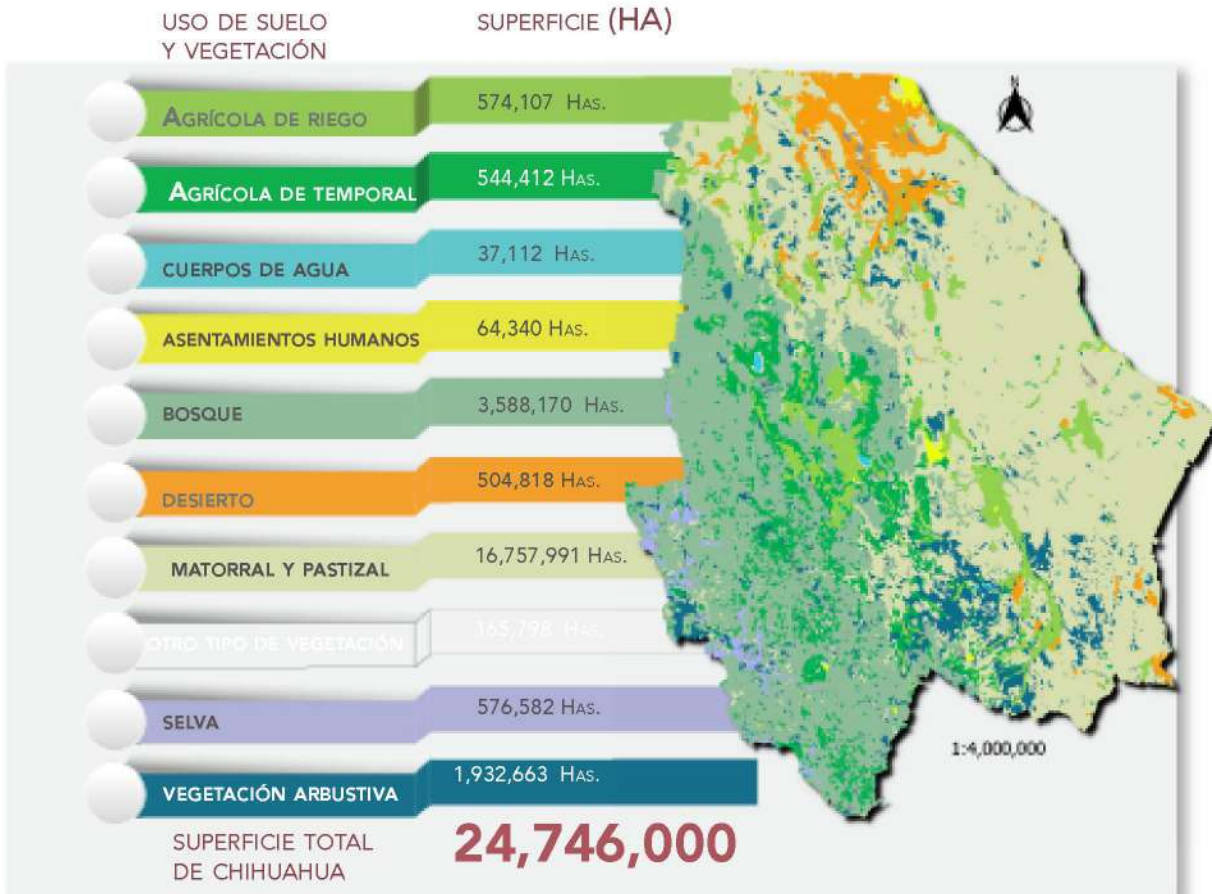 USO DE SUELO
Y VEGETACIÓN
SUPERFICIE (HA)
AGRÍCOLA DE RIEGO 574,107 HAS.
AGRÍCOLA DE TEMPORAL 544,412 HAS.
CUERPOS DE AGUA 37,112 HAS.
ASENTAMIENTOS HUMANOS 64,340 HAS.
BOSQUE 3,588,170 HAS.
DESIERTO 504,818 HAS.
MATORRAL Y PASTIZAL 16,757,991 HAS.
OTRO TIPO DE VEGETACIÓN 165,798 HAS.
SELVA 576,582 HAS.
VEGETACIÓN ARBUSTIVA 1,932,663 HAS.
SUPERFICIE TOTAL
DE CHIHUAHUA
24,746,000
N
1:4,000,000